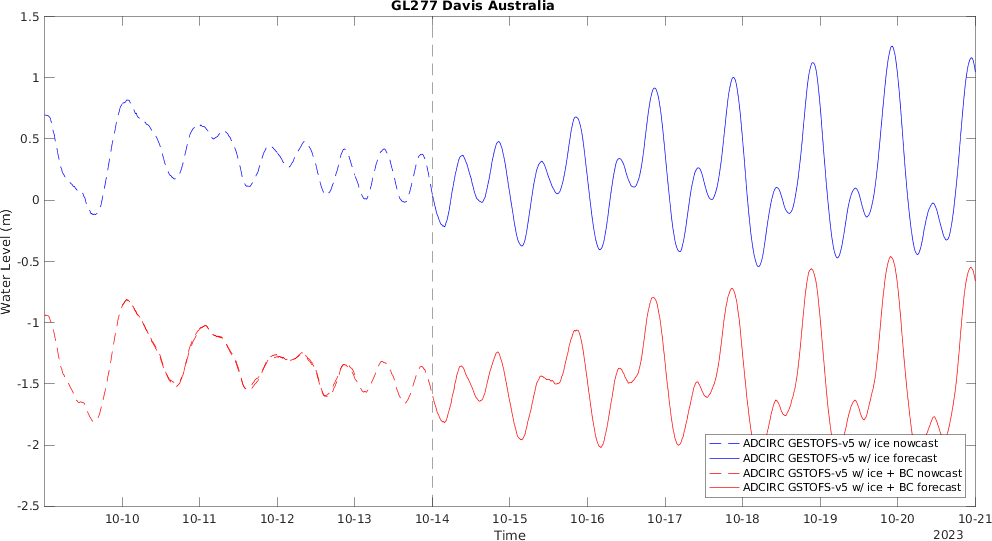 GL277 Davis Australia
1.5
1
0.5
0
-0.5
-1
-1.5
-2
-2.5
Water Level (m)
ADCIRC GESTOFS-v5 w/ ice nowcast
ADCIRC GESTOFS-v5 w/ ice forecast
ADCIRC GSTOFS-v5 w/ ice + BC nowcast
ADCIRC GSTOFS-v5 w/ ice + BC forecast
10-10 10-11 10-12 10-13 10-14 10-15 10-16 10-17 10-18 10-19 10-20 10-21
Time
2023